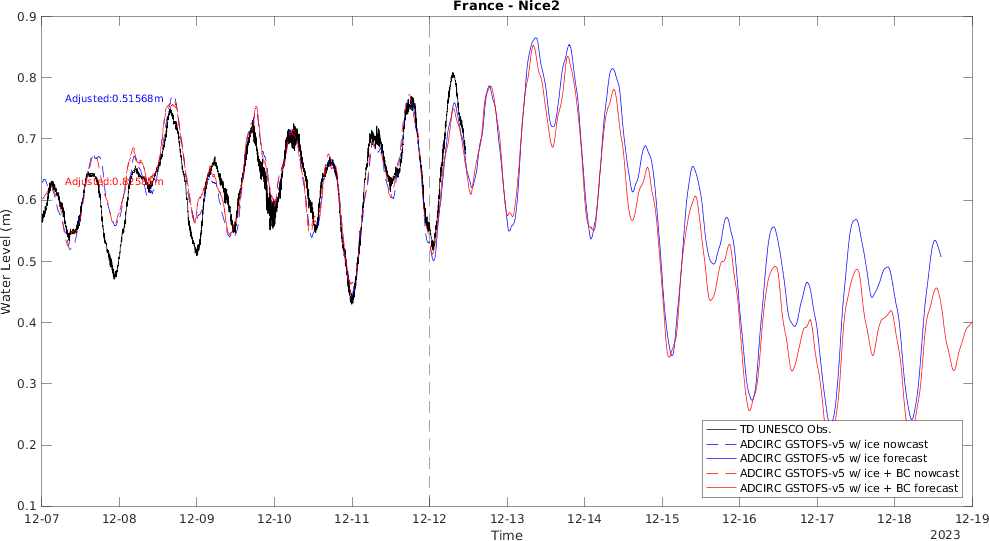 France - Nice2
Water Level (m)
0.9
0.8
0.7
0.6
0.5
0.4
0.3
0.2
0.1
Adjusted:0.51568m
TD UNESCO Obs.
ADCIRC GSTOFS-v5 w/ ice nowcast
ADCIRC GSTOFS-v5 w/ ice forecast
ADCIRC GSTOFS-v5 w/ ice + BC nowcast
ADCIRC GSTOFS-v5 w/ ice + BC forecast
12-07 12-08 12-09 12-10 12-11 12-12 12-13 12-14 12-15 12-16 12-17 12-18 12-19
Time
2023